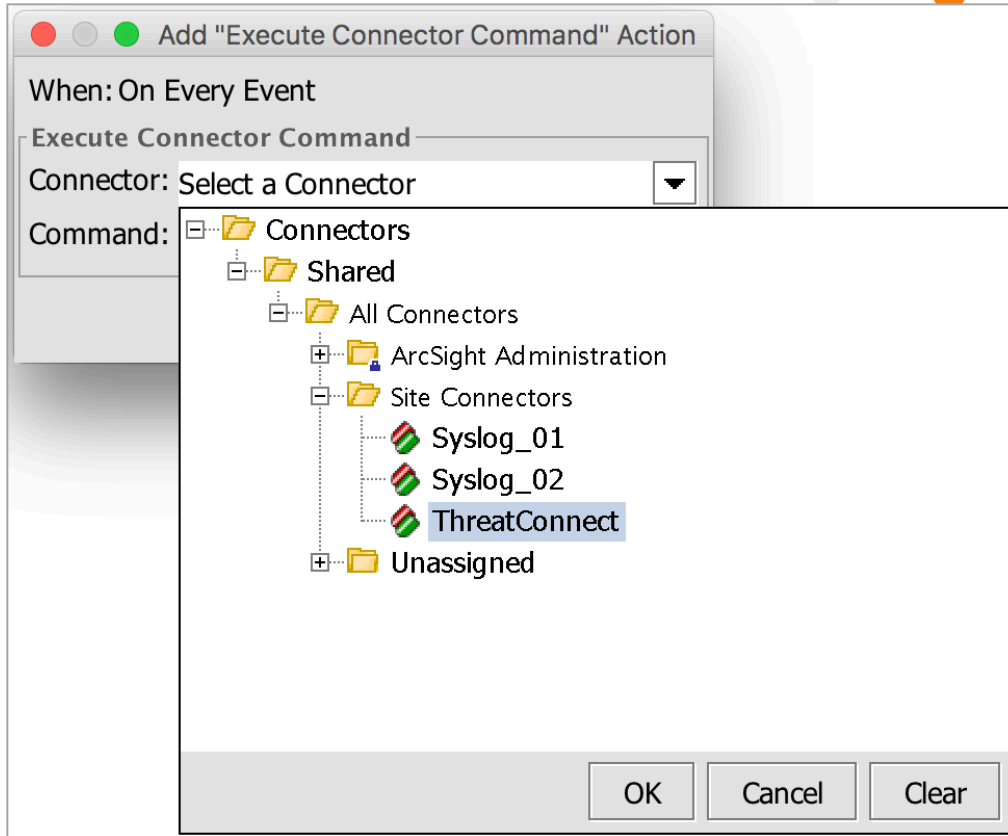 Add "Execute Connector Command" Action
When: On Every Event
Execute Connector Command
Connector: Select a Connector
Command:
Connectors
Shared
All Connectors
ArcSight Administration
Site Connectors
Syslog_01
Syslog_02
ThreatConnect
Unassigned
OK Cancel Clear